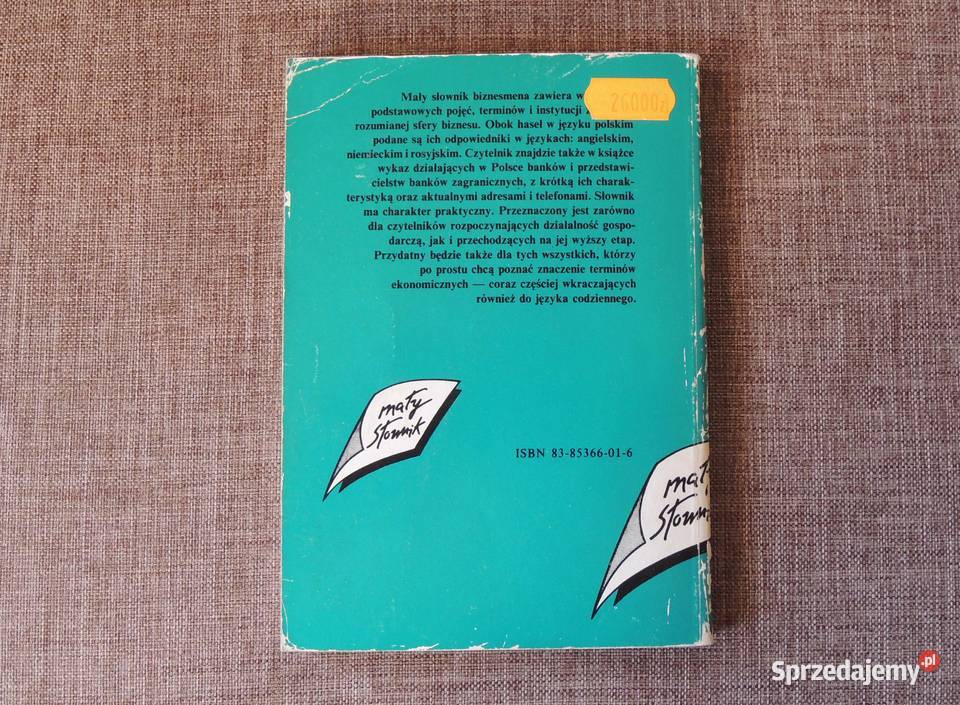 Mały słownik biznesmena zawiera
26000zł
podstawowych pojęć, terminów i instytucji
rozumianej sfery biznesu. Obok haseł w języku polskim
podane są ich odpowiedniki w językach: angielskim,
niemieckim i rosyjskim. Czytelnik znajdzie także w książce
wykaz działających w Polsce banków i przedstawi-
cielstw banków zagranicznych, z krótką ich charak-
terystyką oraz aktualnymi adresami i telefonami. Słownik
ma charakter praktyczny. Przeznaczony jest zarówno
dla czytelników rozpoczynających działalność gospo-
darczą, jak i przechodzących na jej wyższy etap.
Przydatny będzie także dla tych wszystkich, którzy
po prostu chcą poznać znaczenie terminów
ekonomicznych — coraz częściej wkraczających
również do języka codziennego.
mały
słownik
ISBN 83-85366-01-6
mały
słown
Sprzedajemy.pl